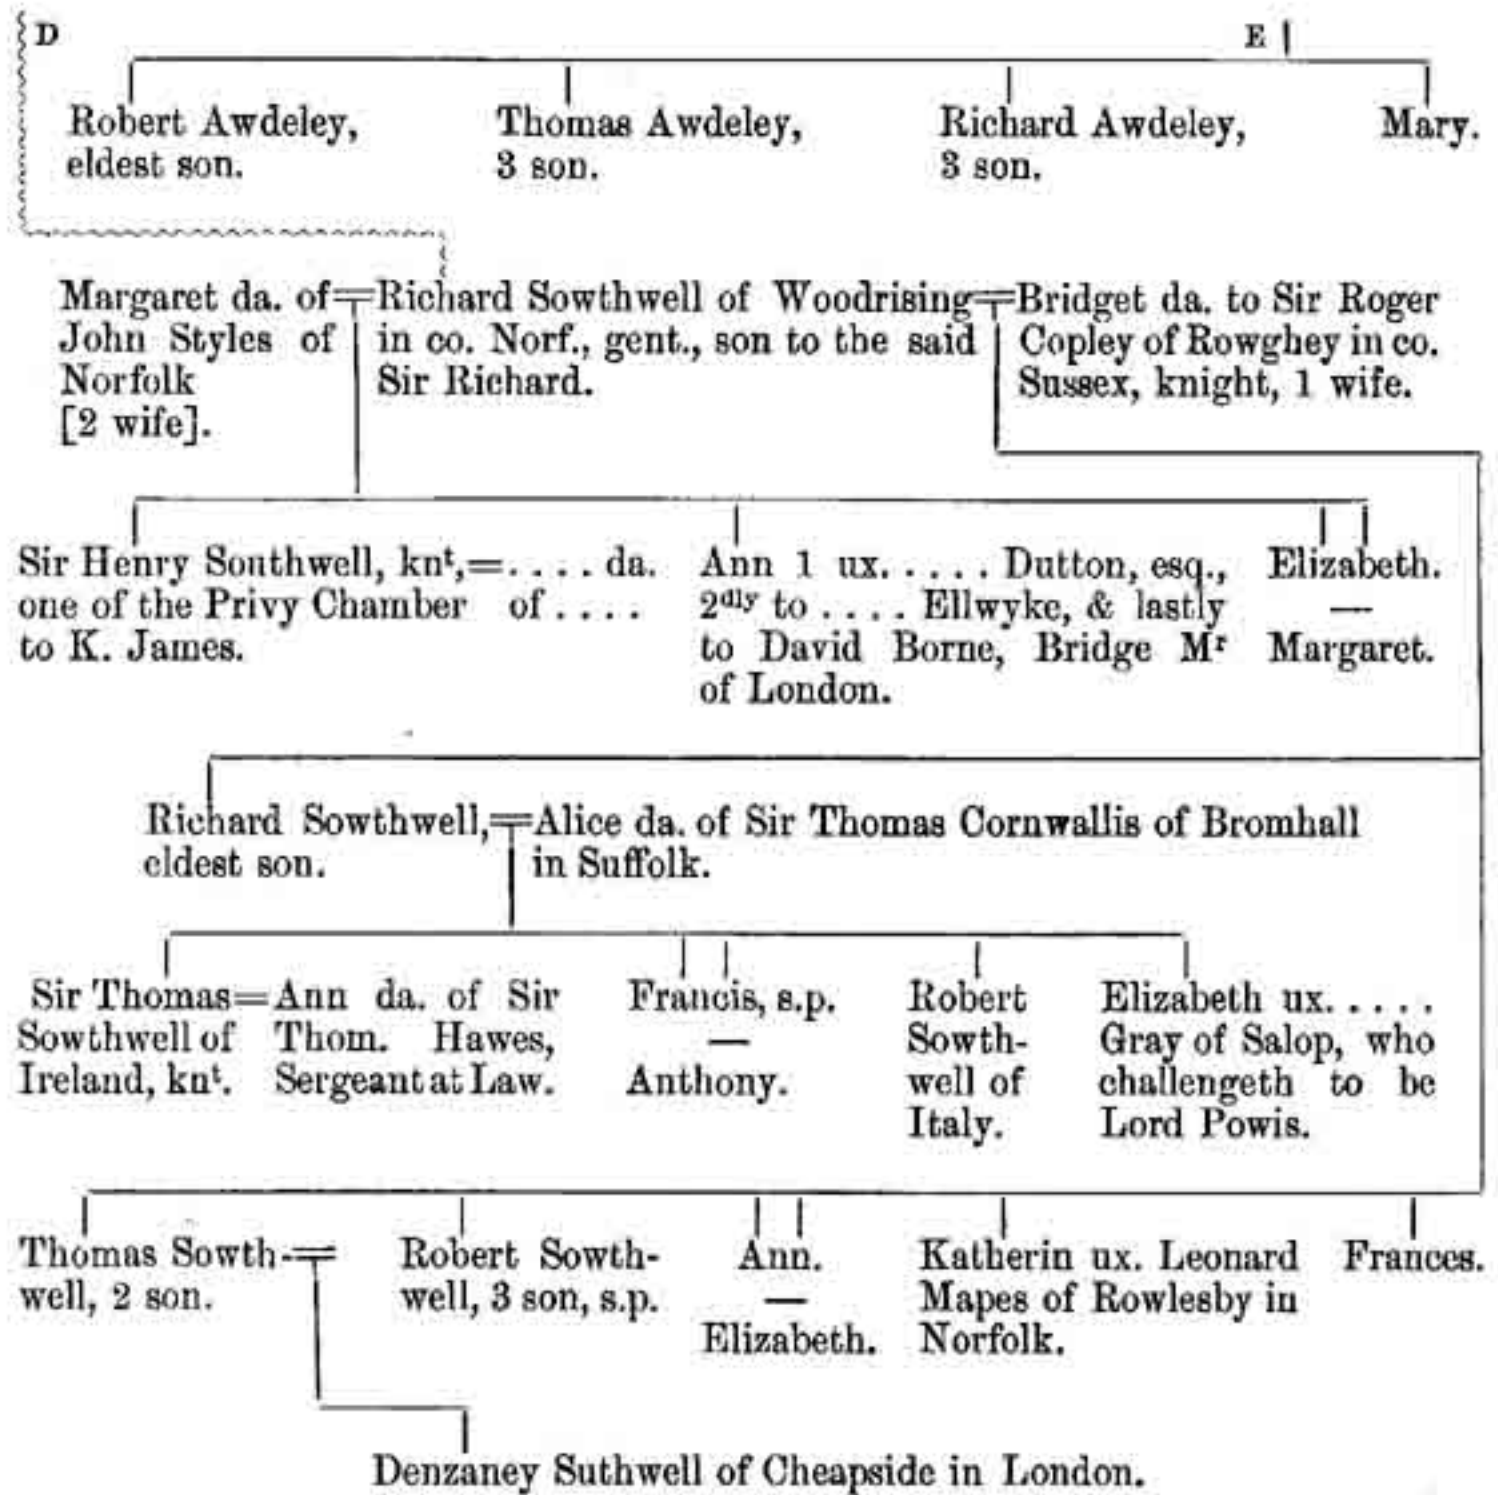 D
E
Robert Awdeley,
eldest son.
Thomas Awdeley,
3 son.
Richard Awdeley,
3 son.
Mary.
Margaret da. of
John Styles of
Norfolk
[2 wife].
Richard Sowthwell of Woodrising
in co. Norf., gent., son to the said
Sir Richard.
Bridget da. to Sir Roger
Copley of Rowghey in co.
Sussex, knight, 1 wife.
Sir Henry Southwell, knᵗ,
one of the Privy Chamber
to K. James.
. . . . da.
of . . . .
Ann 1 ux. . . . . Dutton, esq.,
2ᵈˡʸ to . . . . Ellwyke, & lastly
to David Borne, Bridge Mʳ
of London.
Elizabeth.
—
Margaret.
Richard Sowthwell,
eldest son.
Alice da. of Sir Thomas Cornwallis of Bromhall
in Suffolk.
Sir Thomas
Sowthwell of
Ireland, knᵗ.
Ann da. of Sir
Thom. Hawes,
Sergeant at Law.
Francis, s.p.
—
Anthony.
Robert
Sowth-
well of
Italy.
Elizabeth ux. . . . .
Gray of Salop, who
challengeth to be
Lord Powis.
Thomas Sowth-
well, 2 son.
Robert Sowth-
well, 3 son, s.p.
Ann.
—
Elizabeth.
Katherin ux. Leonard
Mapes of Rowlesby in
Norfolk.
Frances.
Denzaney Suthwell of Cheapside in London.